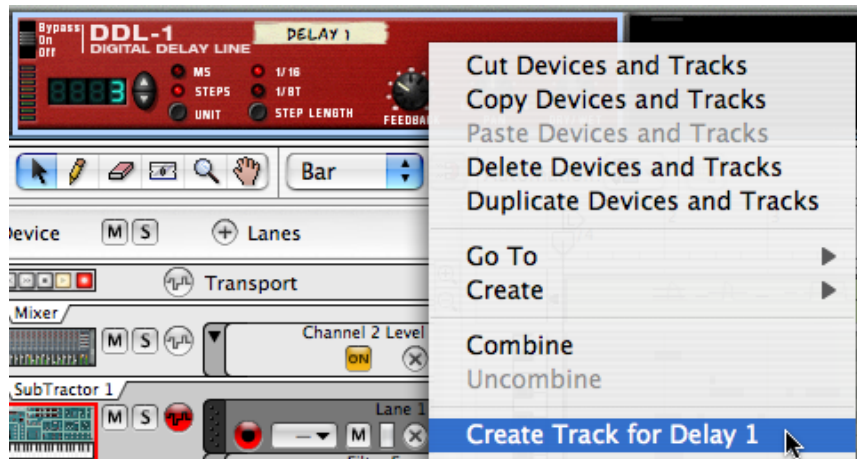 Bypass
On
Off
DDL-1
DIGITAL DELAY LINE
DELAY 1
3
MS
STEPS
UNIT
1/16
1/8T
STEP LENGTH
Cut Devices and Tracks
Copy Devices and Tracks
Paste Devices and Tracks
Delete Devices and Tracks
Duplicate Devices and Tracks
Go To
Create
Combine
Uncombine
Create Track for Delay 1
Bar
M S
Lanes
Transport
Mixer
M S
Channel 2 Level
ON
SubTractor 1
M S
Lane 1
M